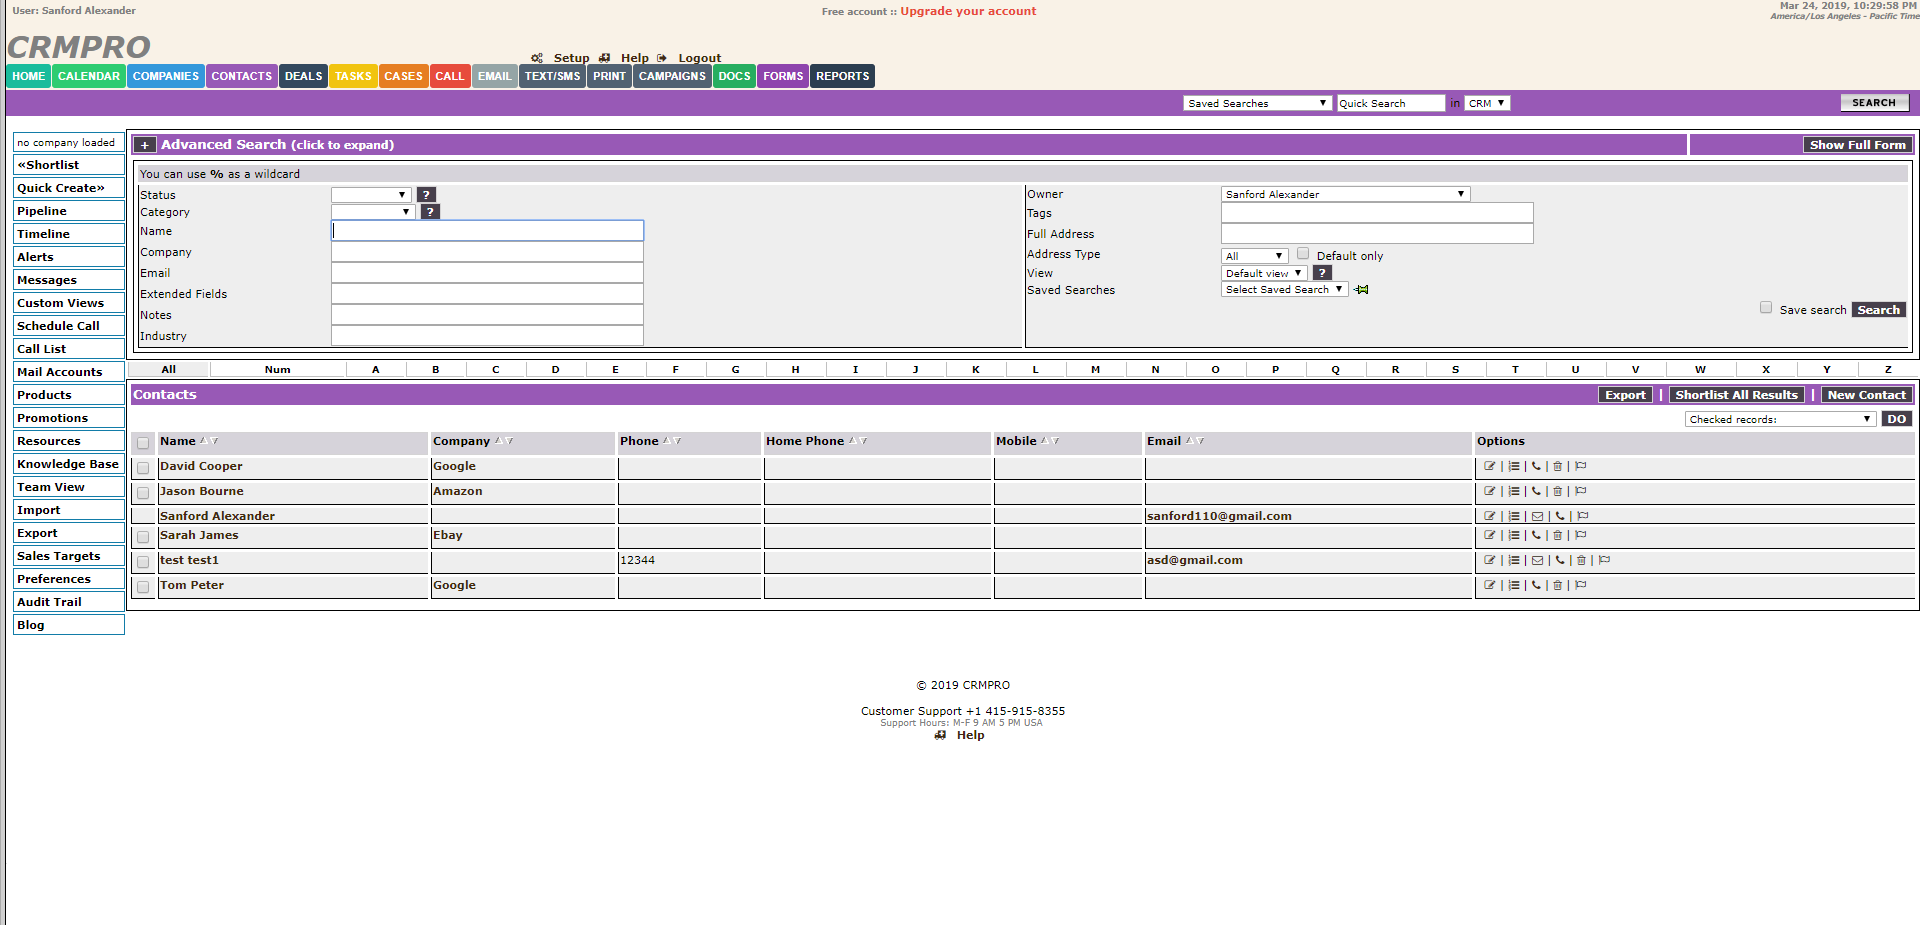 User: Sanford Alexander
Free account :: Upgrade your account
Mar 24, 2019, 10:29:58 PM
America/Los Angeles - Pacific Time
CRMPRO
Setup Help Logout
HOME CALENDAR COMPANIES CONTACTS DEALS TASKS CASES CALL EMAIL TEXT/SMS PRINT CAMPAIGNS DOCS FORMS REPORTS
Saved Searches Quick Search in CRM SEARCH
no company loaded
«Shortlist
Quick Create»
Pipeline
Timeline
Alerts
Messages
Custom Views
Schedule Call
Call List
Mail Accounts
Products
Promotions
Resources
Knowledge Base
Team View
Import
Export
Sales Targets
Preferences
Audit Trail
Blog
+ Advanced Search (click to expand) Show Full Form
You can use % as a wildcard
Status ?
Category ?
Name
Company
Email
Extended Fields
Notes
Industry
Owner Sanford Alexander
Tags
Full Address
Address Type All Default only
View Default view ?
Saved Searches Select Saved Search
Save search Search
All Num A B C D E F G H I J K L M N O P Q R S T U V W X Y Z
Contacts Export | Shortlist All Results | New Contact
Checked records: DO
Name Company Phone Home Phone Mobile Email Options
David Cooper Google | | | |
Jason Bourne Amazon | | | |
Sanford Alexander sanford110@gmail.com | | | |
Sarah James Ebay | | | |
test test1 12344 asd@gmail.com | | | | |
Tom Peter Google | | | |
© 2019 CRMPRO
Customer Support +1 415-915-8355
Support Hours: M-F 9 AM 5 PM USA
Help